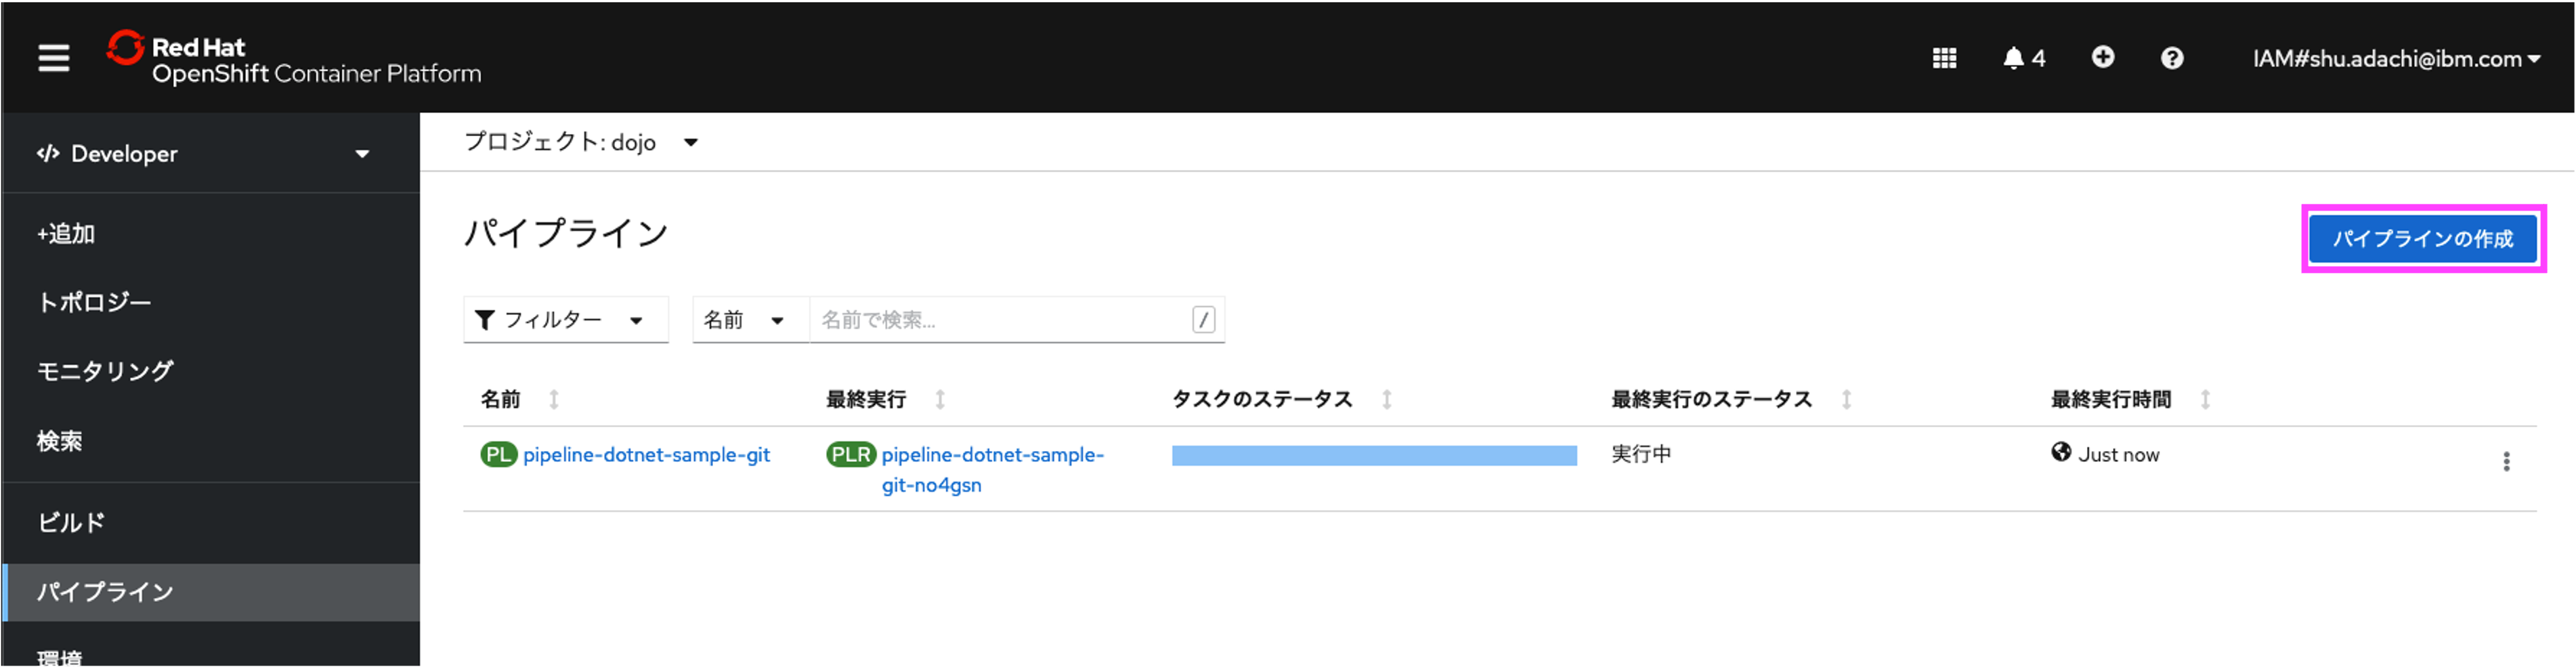 Red Hat
OpenShift Container Platform
4
IAM#shu.adachi@ibm.com
</> Developer
プロジェクト: dojo
+追加
トポロジー
モニタリング
検索
ビルド
パイプライン
環境
パイプライン
パイプラインの作成
フィルター
名前
名前で検索...
/
名前 最終実行 タスクのステータス 最終実行のステータス 最終実行時間
PL pipeline-dotnet-sample-git
PLR pipeline-dotnet-sample-
git-no4gsn
実行中
Just now